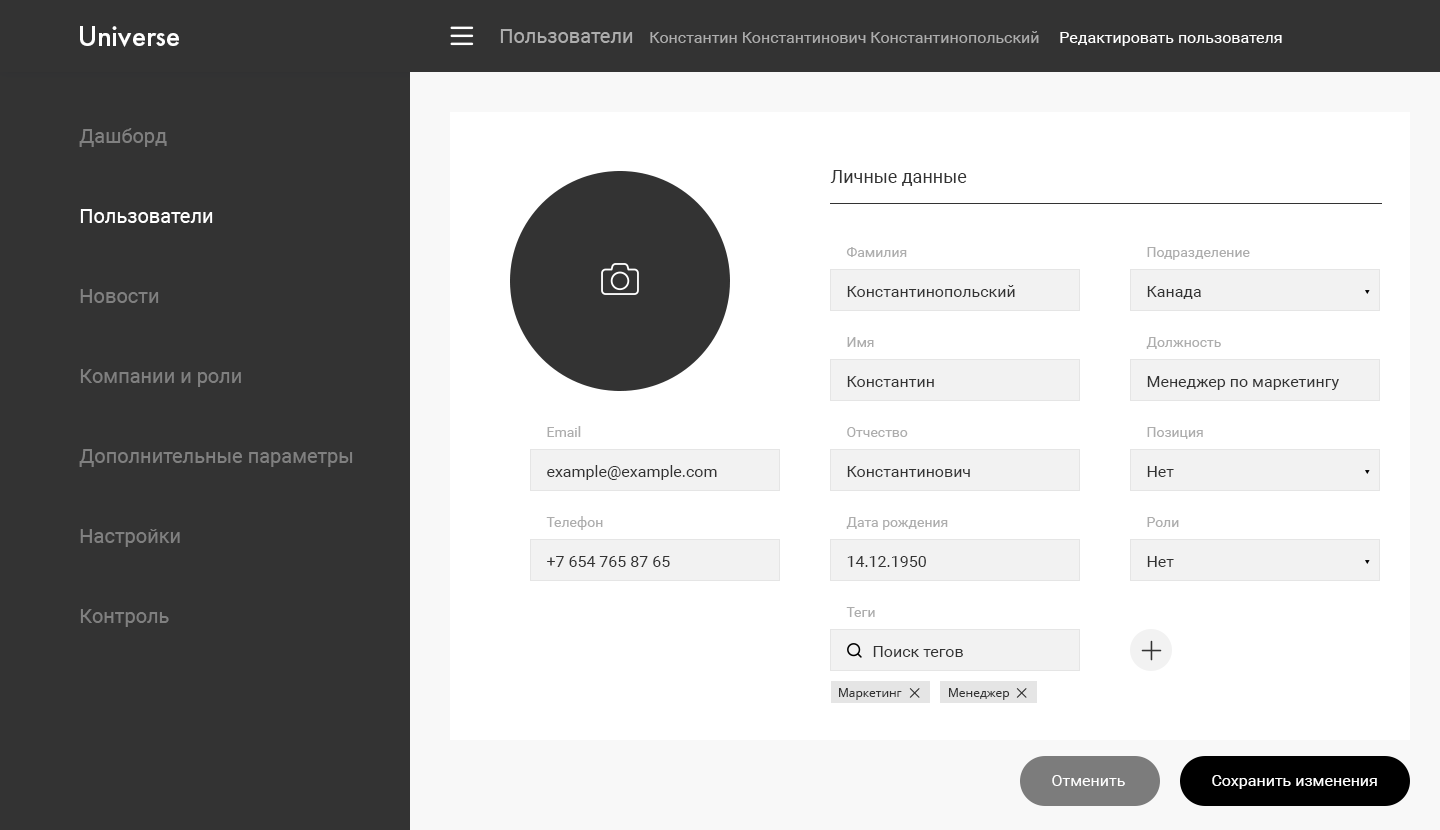 Universe
Пользователи Константин Константинович Константинопольский Редактировать пользователя
Дашборд
Пользователи
Новости
Компании и роли
Дополнительные параметры
Настройки
Контроль
Личные данные
Фамилия Подразделение
Константинопольский Канада
Имя Должность
Константин Менеджер по маркетингу
Email Отчество Позиция
example@example.com Константинович Нет
Телефон Дата рождения Роли
+7 654 765 87 65 14.12.1950 Нет
Теги
Поиск тегов
Маркетинг Менеджер
Отменить Сохранить изменения